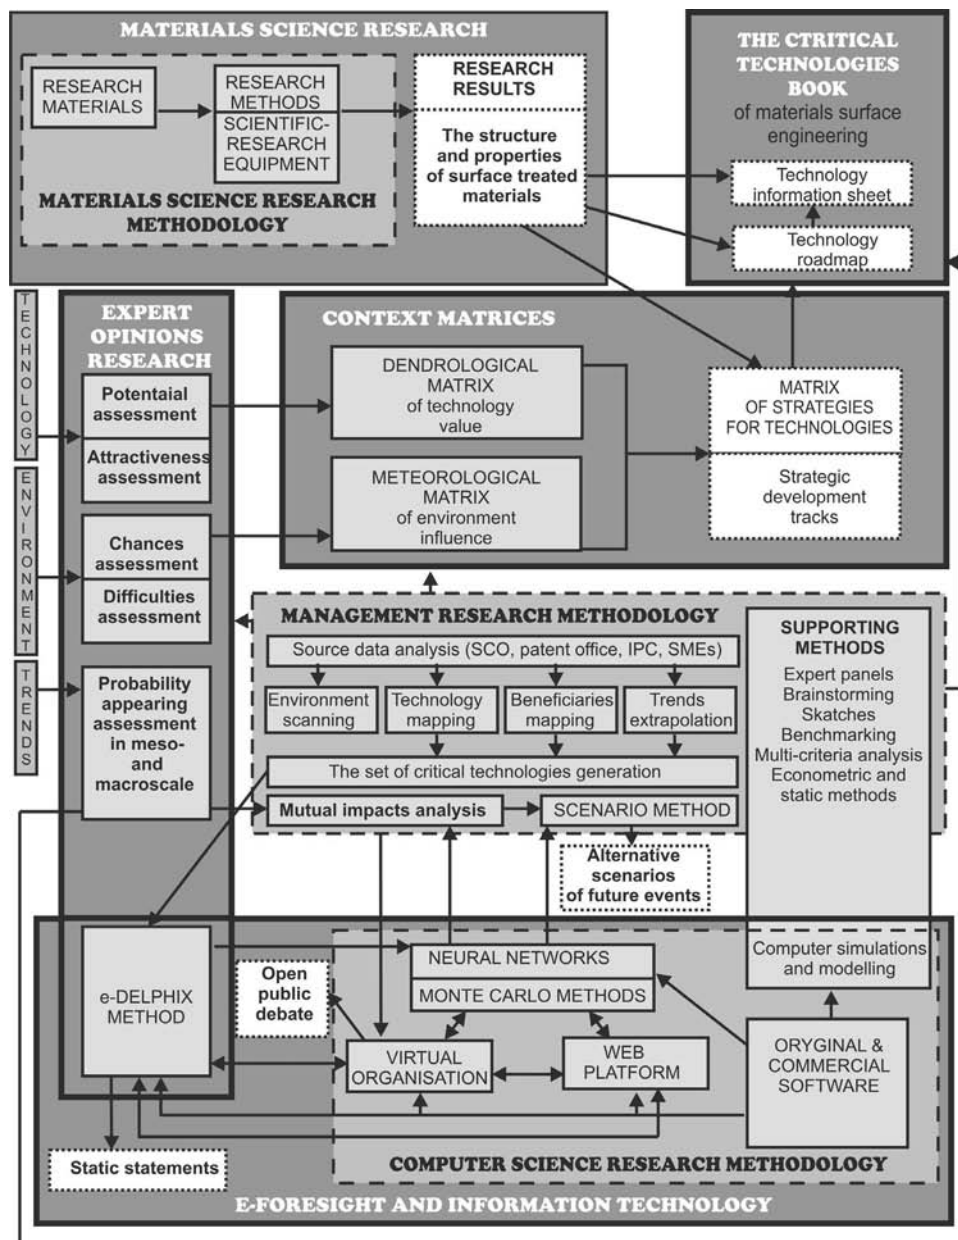 MATERIALS SCIENCE RESEARCH
RESEARCH
MATERIALS
RESEARCH
METHODS
SCIENTIFIC-
RESEARCH
EQUIPMENT
MATERIALS SCIENCE RESEARCH
METHODOLOGY
RESEARCH
RESULTS
The structure
and properties
of surface treated
materials
THE CTRITICAL
TECHNOLOGIES
BOOK
of materials surface
engineering
Technology
information sheet
Technology
roadmap
TECHNOLOGY
ENVIRONMENT
TRENDS
EXPERT
OPINIONS
RESEARCH
Potentaial
assessment
Attractiveness
assessment
Chances
assessment
Difficulties
assessment
Probability
appearing
assessment
in meso-
and
macroscale
CONTEXT MATRICES
DENDROLOGICAL
MATRIX
of technology
value
METEOROLOGICAL
MATRIX
of environment
influence
MATRIX
OF STRATEGIES
FOR TECHNOLOGIES
Strategic
development
tracks
MANAGEMENT RESEARCH METHODOLOGY
Source data analysis (SCO, patent office, IPC, SMEs)
Environment
scanning
Technology
mapping
Beneficiaries
mapping
Trends
extrapolation
The set of critical technologies generation
Mutual impacts analysis
SCENARIO METHOD
Alternative
scenarios
of future events
SUPPORTING
METHODS
Expert panels
Brainstorming
Skatches
Benchmarking
Multi-criteria analysis
Econometric and
static methods
Computer simulations
and modelling
e-DELPHIX
METHOD
Open
public
debate
NEURAL NETWORKS
MONTE CARLO METHODS
VIRTUAL
ORGANISATION
WEB
PLATFORM
ORYGINAL &
COMMERCIAL
SOFTWARE
Static statements
COMPUTER SCIENCE RESEARCH METHODOLOGY
E-FORESIGHT AND INFORMATION TECHNOLOGY